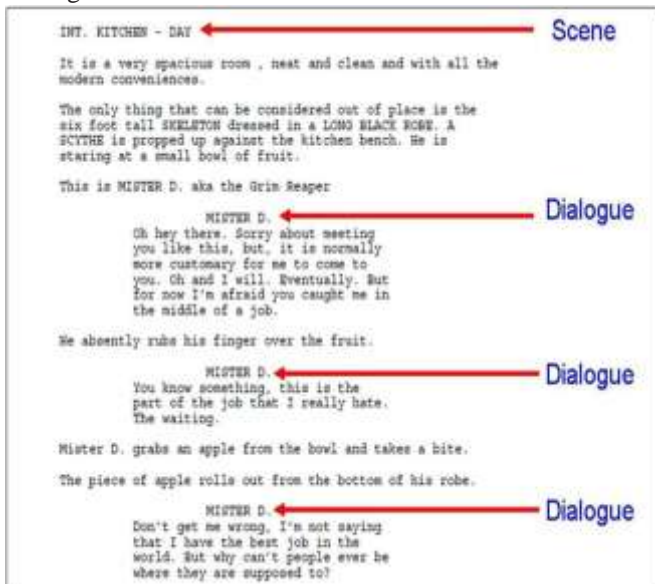 INT. KITCHEN - DAY Scene
It is a very spacious room , neat and clean and with all the
modern conveniences.
The only thing that can be considered out of place is the
six foot tall SKELETON dressed in a LONG BLACK ROBE. A
SCYTHE is propped up against the kitchen bench. He is
staring at a small bowl of fruit.
This is MISTER D. aka the Grim Reaper
MISTER D. Dialogue
Oh hey there. Sorry about meeting
you like this, but, it is normally
more customary for me to come to
you. Oh and I will. Eventually. But
for now I'm afraid you caught me in
the middle of a job.
He absently rubs his finger over the fruit.
MISTER D. Dialogue
You know something, this is the
part of the job that I really hate.
The waiting.
Mister D. grabs an apple from the bowl and takes a bite.
The piece of apple rolls out from the bottom of his robe.
MISTER D. Dialogue
Don't get me wrong, I'm not saying
that I have the best job in the
world. But why can't people ever be
where they are supposed to?